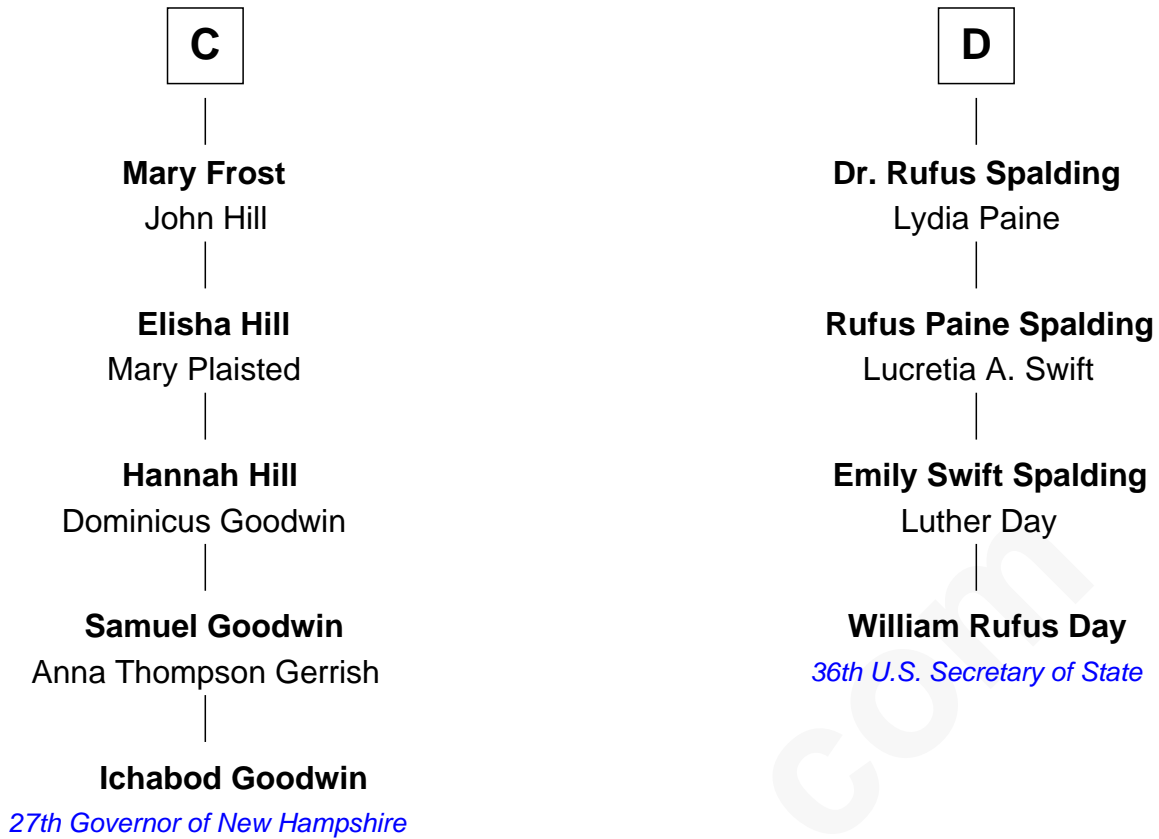 C
Mary Frost
John Hill
Elisha Hill
Mary Plaisted
Hannah Hill
Dominicus Goodwin
Samuel Goodwin
Anna Thompson Gerrish
Ichabod Goodwin
27th Governor of New Hampshire
D
Dr. Rufus Spalding
Lydia Paine
Rufus Paine Spalding
Lucretia A. Swift
Emily Swift Spalding
Luther Day
William Rufus Day
36th U.S. Secretary of State
com